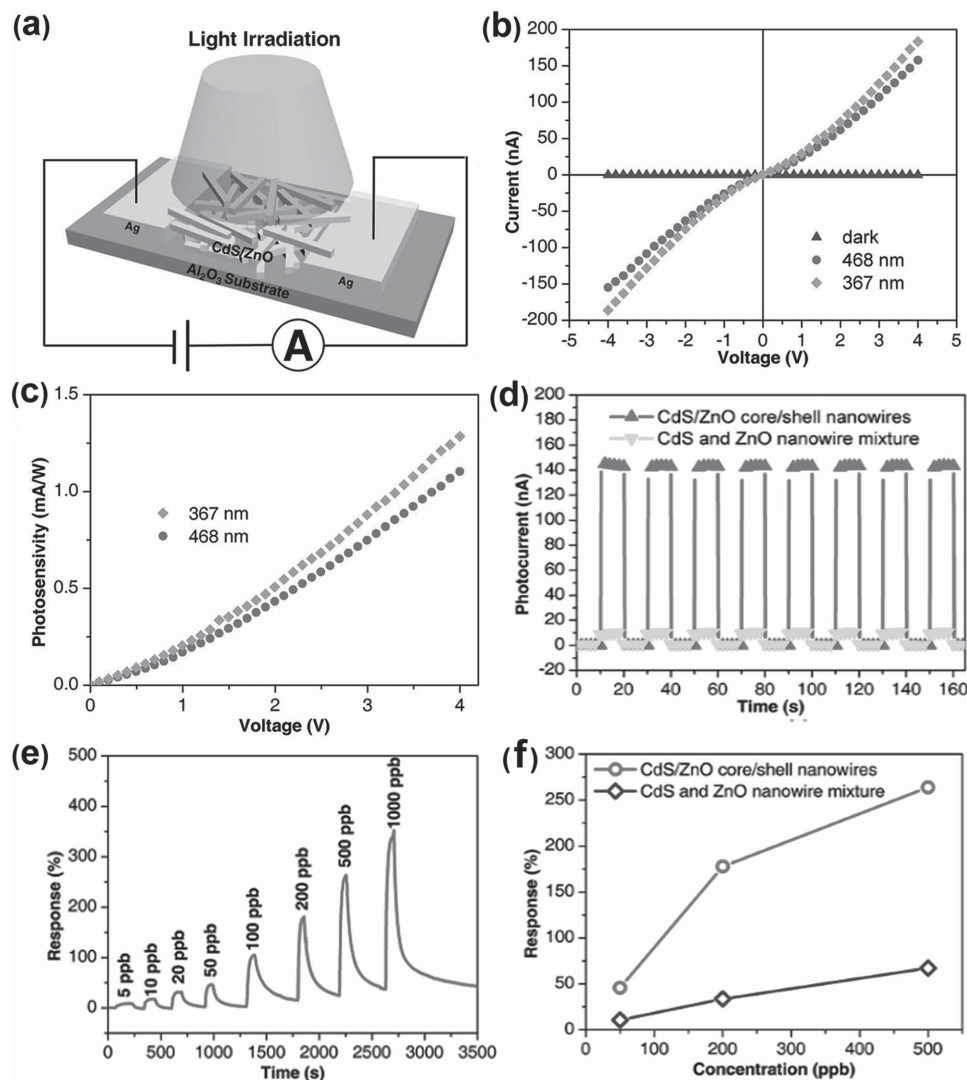 (a)
Light Irradiation
Ag
CdS/ZnO
Ag
Al2O3 Substrate
A
(b)
200
150
100
50
0
-50
-100
-150
-200
Current (nA)
dark
468 nm
367 nm
-5 -4 -3 -2 -1 0 1 2 3 4 5
Voltage (V)
(c)
1.5
1.0
0.5
0.0
Photosensivity (mA/W)
367 nm
468 nm
0 1 2 3 4
Voltage (V)
(d)
200
180
160
140
120
100
80
60
40
20
0
-20
Photocurrent (nA)
CdS/ZnO core/shell nanowires
CdS and ZnO nanowire mixture
0 20 40 60 80 100 120 140 160
Time (s)
(e)
500
400
300
200
100
0
Response (%)
5 ppb
10 ppb
20 ppb
50 ppb
100 ppb
200 ppb
500 ppb
1000 ppb
0 500 1000 1500 2000 2500 3000 3500
Time (s)
(f)
300
250
200
150
100
50
0
Response (%)
CdS/ZnO core/shell nanowires
CdS and ZnO nanowire mixture
0 100 200 300 400 500
Concentration (ppb)